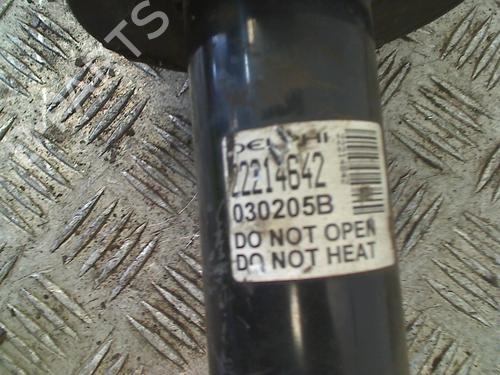 DELPHI
22214642
030205B
DO NOT OPEN
DO NOT HEAT